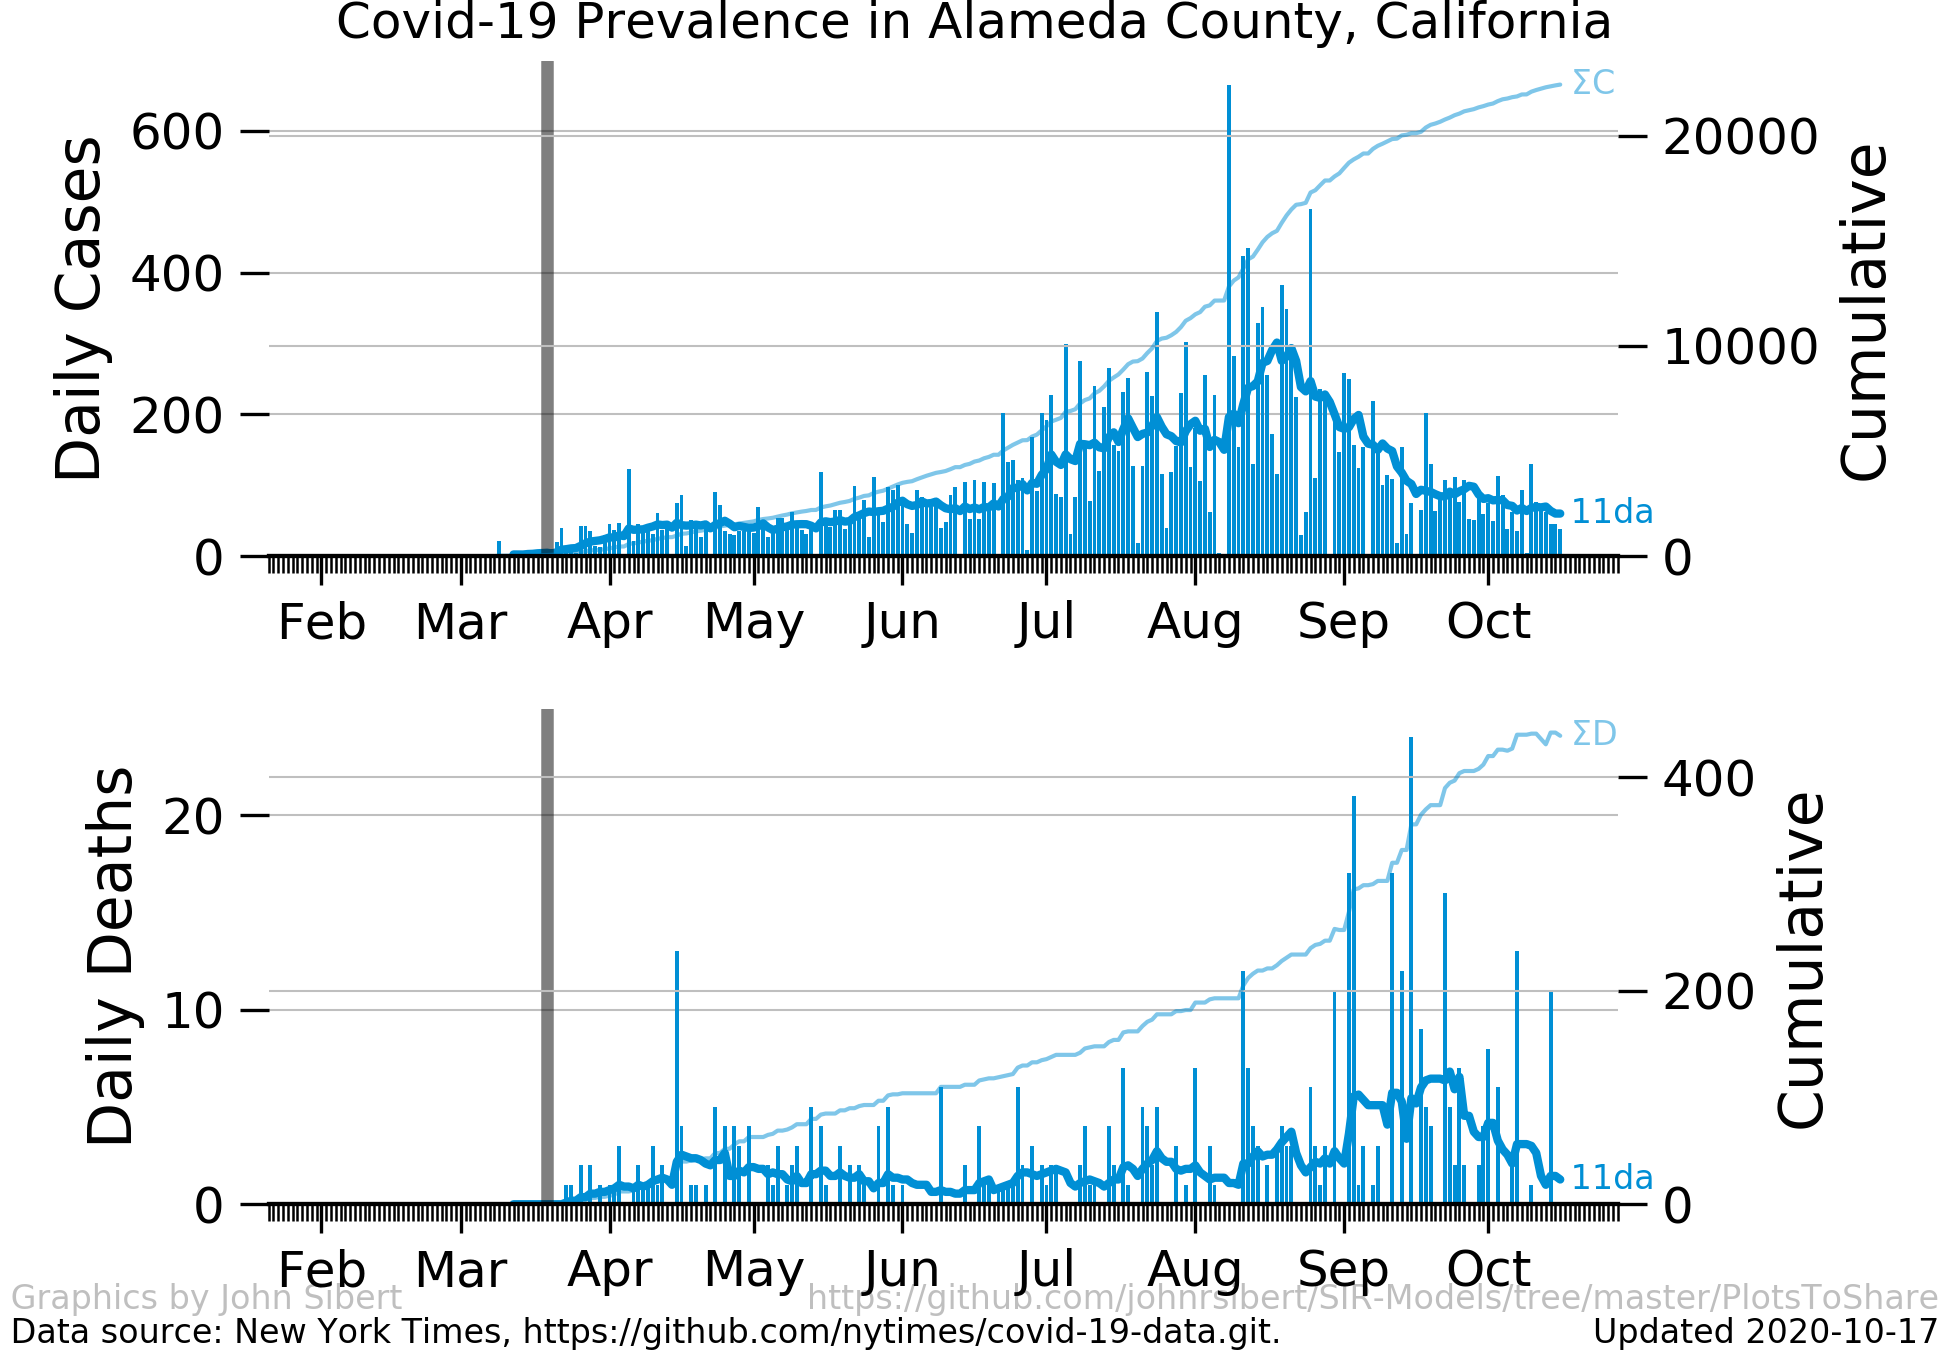 Covid-19 Prevalence in Alameda County, California
ΣC
600
20000
Daily Cases
Cumulative
400
10000
200
11da
0
0
Feb Mar Apr May Jun Jul Aug Sep Oct
ΣD
400
20
Daily Deaths
Cumulative
200
10
11da
0
0
Feb Mar Apr May Jun Jul Aug Sep Oct
Graphics by John Sibert https://github.com/johnrsibert/SIR-Models/tree/master/PlotsToShare
Data source: New York Times, https://github.com/nytimes/covid-19-data.git. Updated 2020-10-17